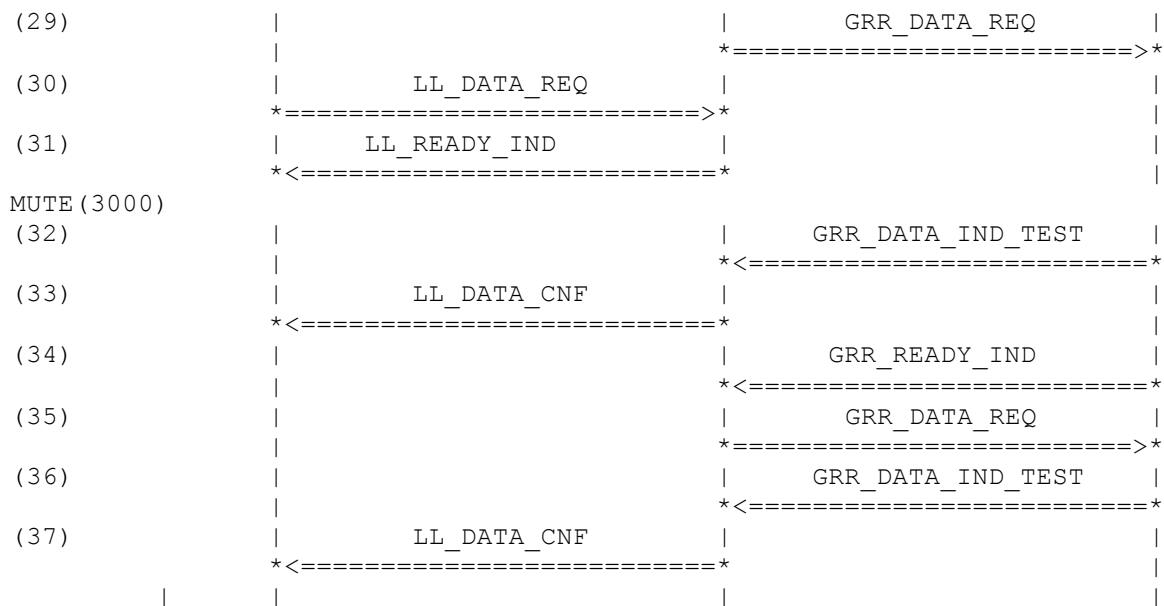 (29) | | GRR_DATA_REQ |
| *=========================>*
(30) | LL_DATA_REQ | |
*==========================>* |
(31) | LL_READY_IND | |
*<==========================* |
MUTE(3000)
(32) | | GRR_DATA_IND_TEST |
| *<=========================*
(33) | LL_DATA_CNF | |
*<==========================* |
(34) | | GRR_READY_IND |
| *<=========================*
(35) | | GRR_DATA_REQ |
| *=========================>*
(36) | | GRR_DATA_IND_TEST |
| *<=========================*
(37) | LL_DATA_CNF | |
*<==========================* |
| | | |